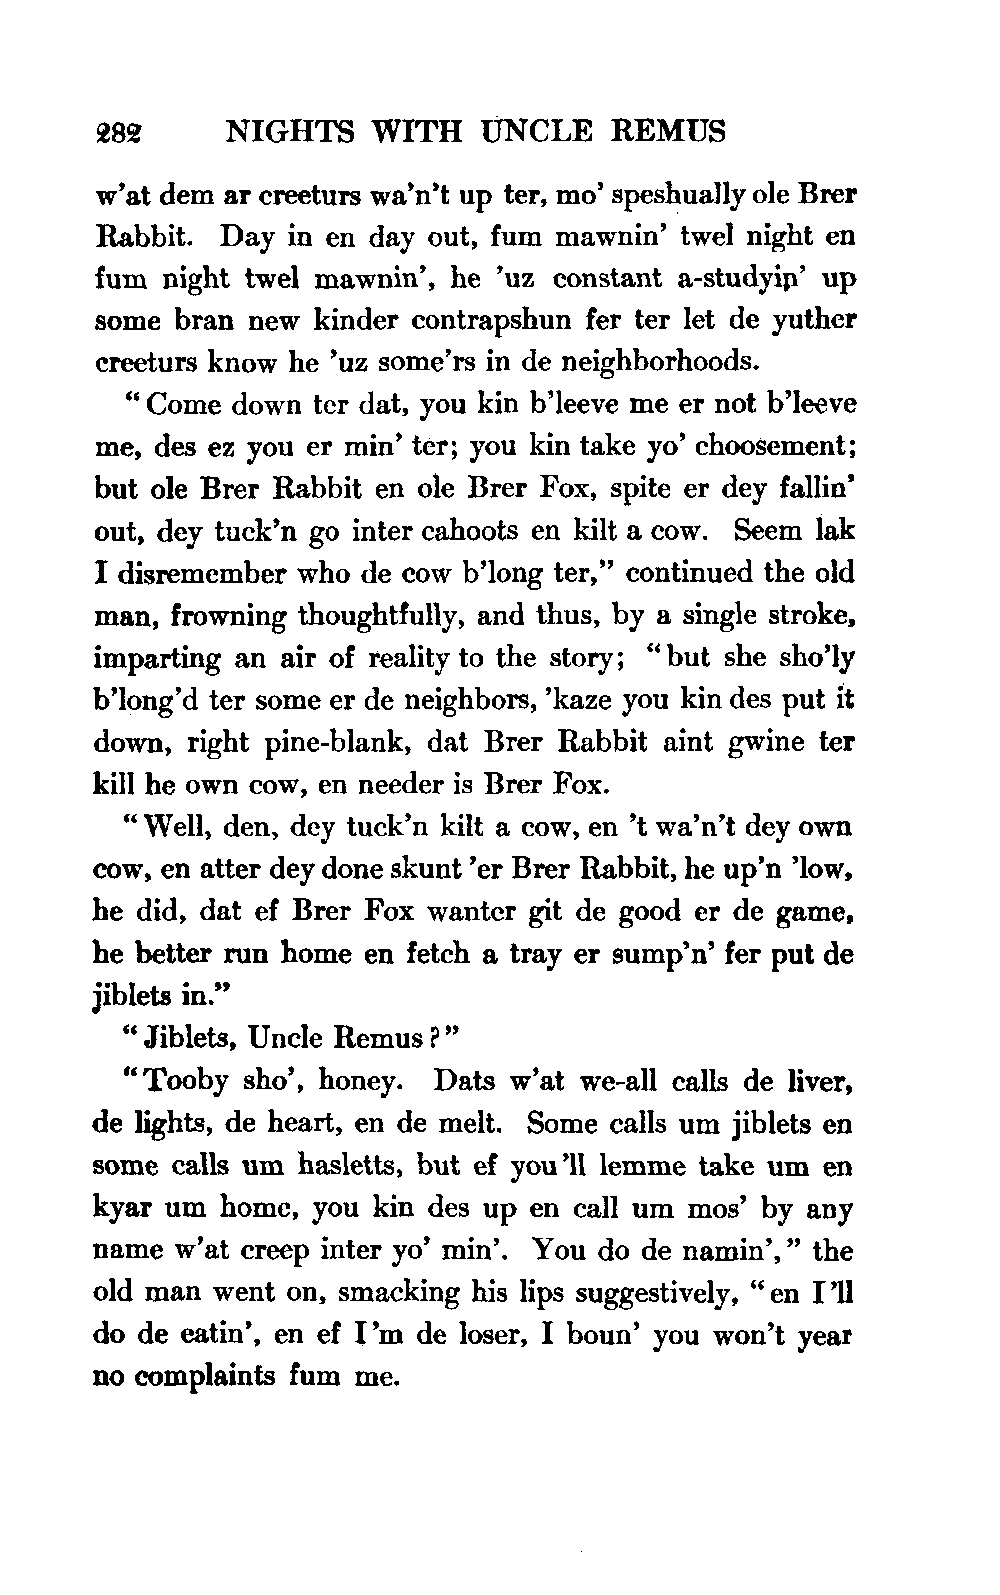 282 NIGHTS WITH UNCLE REMUS
w'at dem ar creeturs wa'n't up ter, mo' speshually ole Brer
Rabbit. Day in en day out, fum mawnin' twel night en
fum night twel mawnin', he 'uz constant a-studyin' up
some bran new kinder contrapshun fer ter let de yuther
creeturs know he 'uz some'rs in de neighborhoods.
"Come down ter dat, you kin b'leeve me er not b'leeve
me, des ez you er min' ter; you kin take yo' choosement;
but ole Brer Rabbit en ole Brer Fox, spite er dey fallin'
out, dey tuck'n go inter cahoots en kilt a cow. Seem lak
I disremember who de cow b'long ter," continued the old
man, frowning thoughtfully, and thus, by a single stroke,
imparting an air of reality to the story; "but she sho'ly
b'long'd ter some er de neighbors, 'kaze you kin des put it
down, right pine-blank, dat Brer Rabbit aint gwine ter
kill he own cow, en needer is Brer Fox.
"Well, den, dey tuck'n kilt a cow, en 't wa'n't dey own
cow, en atter dey done skunt 'er Brer Rabbit, he up'n 'low,
he did, dat ef Brer Fox wanter git de good er de game,
he better run home en fetch a tray er sump'n' fer put de
jiblets in."
"Jiblets, Uncle Remus?"
"Tooby sho', honey. Dats w'at we-all calls de liver,
de lights, de heart, en de melt. Some calls um jiblets en
some calls um hasletts, but ef you'll lemme take um en
kyar um home, you kin des up en call um mos' by any
name w'at creep inter yo' min'. You do de namin'," the
old man went on, smacking his lips suggestively, "en I'll
do de eatin', en ef I'm de loser, I boun' you won't year
no complaints fum me.